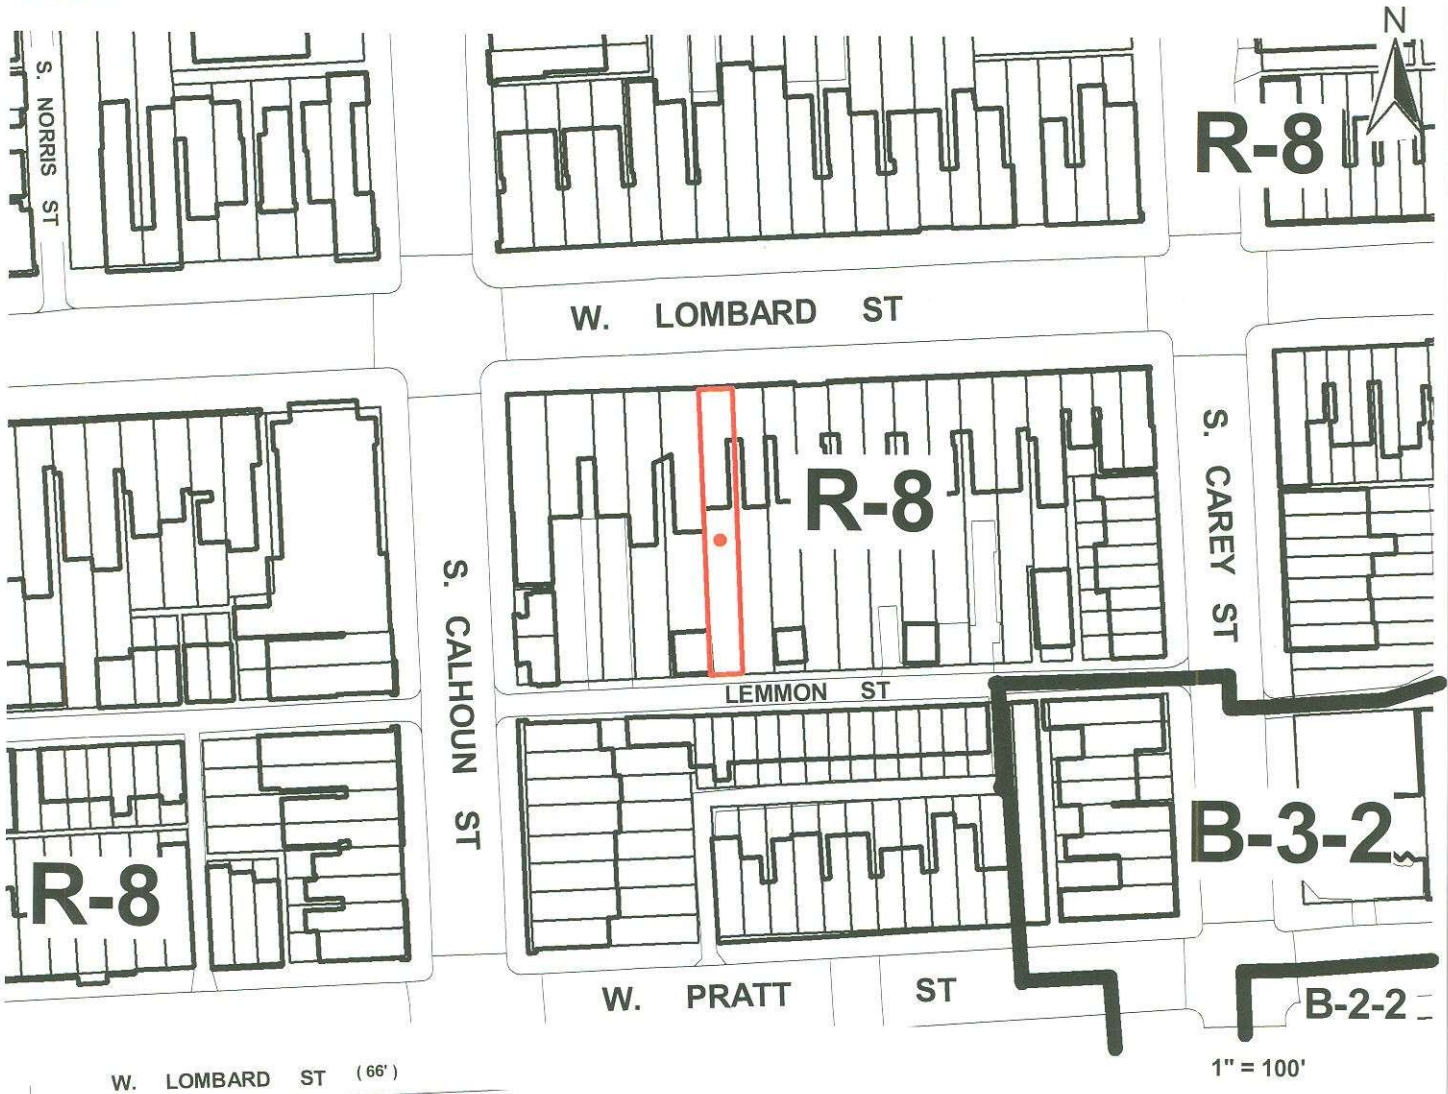 N
S. NORRIS ST
R-8
W. LOMBARD ST
S. CAREY ST
R-8
S. CALHOUN ST
LEMMON ST
B-3-2
R-8
W. PRATT ST
B-2-2
W. LOMBARD ST (66')
1" = 100'